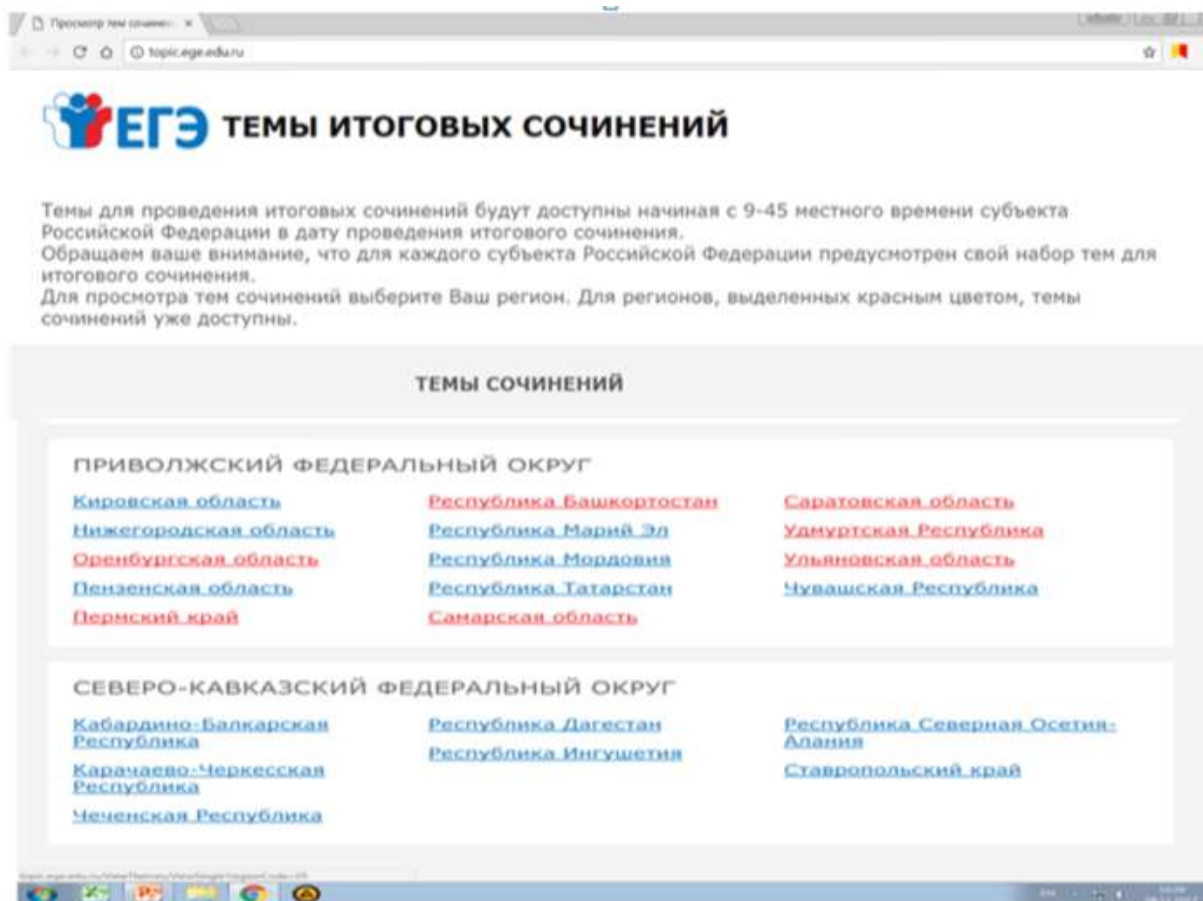 Просмотр тем сочинен
topic.ege.edu.ru
ЕГЭ ТЕМЫ ИТОГОВЫХ СОЧИНЕНИЙ
Темы для проведения итоговых сочинений будут доступны начиная с 9-45 местного времени субъекта
Российской Федерации в дату проведения итогового сочинения.
Обращаем ваше внимание, что для каждого субъекта Российской Федерации предусмотрен свой набор тем для
итогового сочинения.
Для просмотра тем сочинений выберите Ваш регион. Для регионов, выделенных красным цветом, темы
сочинений уже доступны.
ТЕМЫ СОЧИНЕНИЙ
ПРИВОЛЖСКИЙ ФЕДЕРАЛЬНЫЙ ОКРУГ
Кировская область Республика Башкортостан Саратовская область
Нижегородская область Республика Марий Эл Удмуртская Республика
Оренбургская область Республика Мордовия Ульяновская область
Пензенская область Республика Татарстан Чувашская Республика
Пермский край Самарская область
СЕВЕРО-КАВКАЗСКИЙ ФЕДЕРАЛЬНЫЙ ОКРУГ
Кабардино-Балкарская
Республика
Карачаево-Черкесская
Республика
Чеченская Республика
Республика Дагестан
Республика Ингушетия
Республика Северная Осетия-
Алания
Ставропольский край